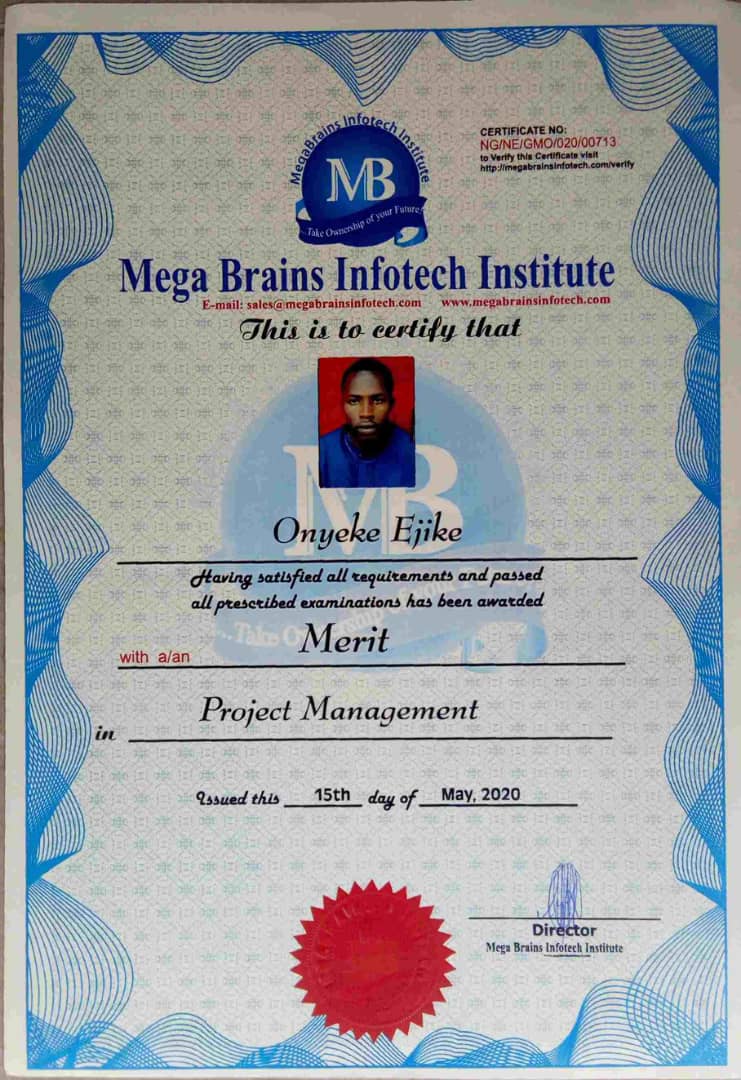 MegaBrains Infotech Institute
MB
...Take Ownership of your Future!
CERTIFICATE NO:
NG/NE/GMO/020/00713
to Verify this Certificate visit
http://megabrainsinfotech.com/verify
Mega Brains Infotech Institute
E-mail: sales@megabrainsinfotech.com www.megabrainsinfotech.com
This is to certify that
MB
Onyeke Ejike
Having satisfied all requirements and passed
all prescribed examinations has been awarded
...Take
with a/an Merit
in Project Management
Issued this 15th day of May, 2020
Director
Mega Brains Infotech Institute